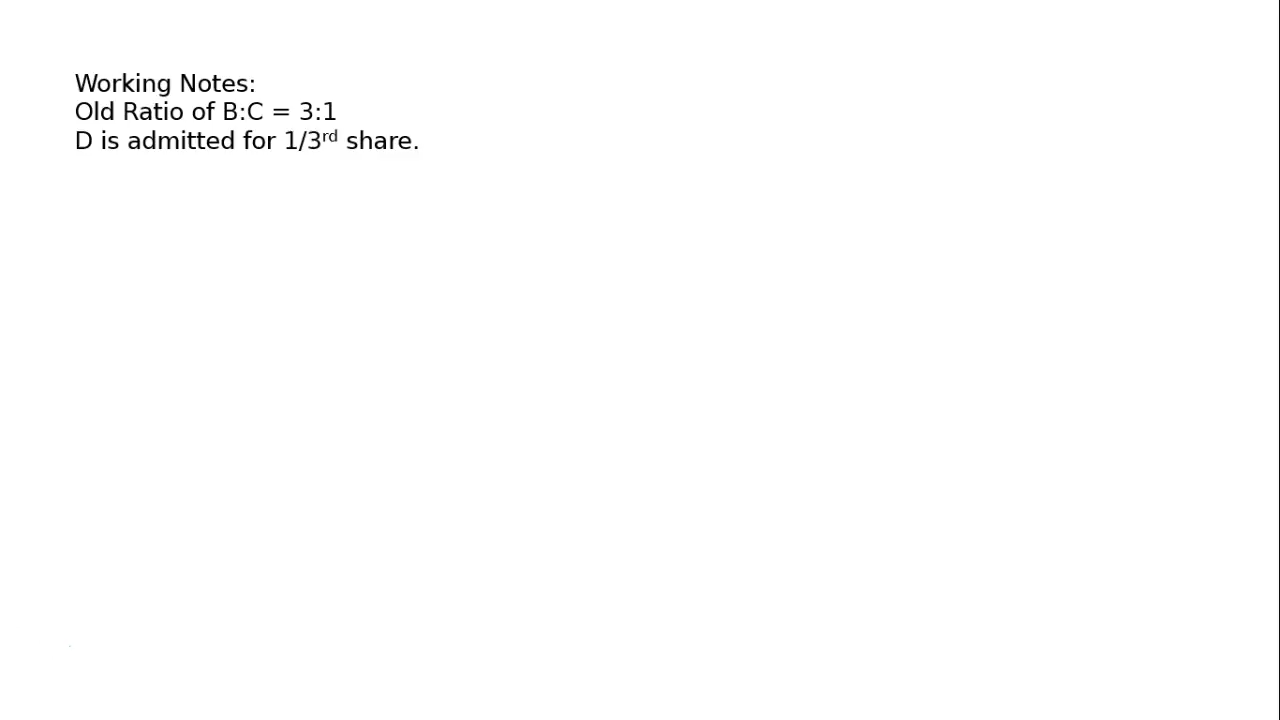 Working Notes:
Old Ratio of B:C = 3:1
D is admitted for 1/3rd share.